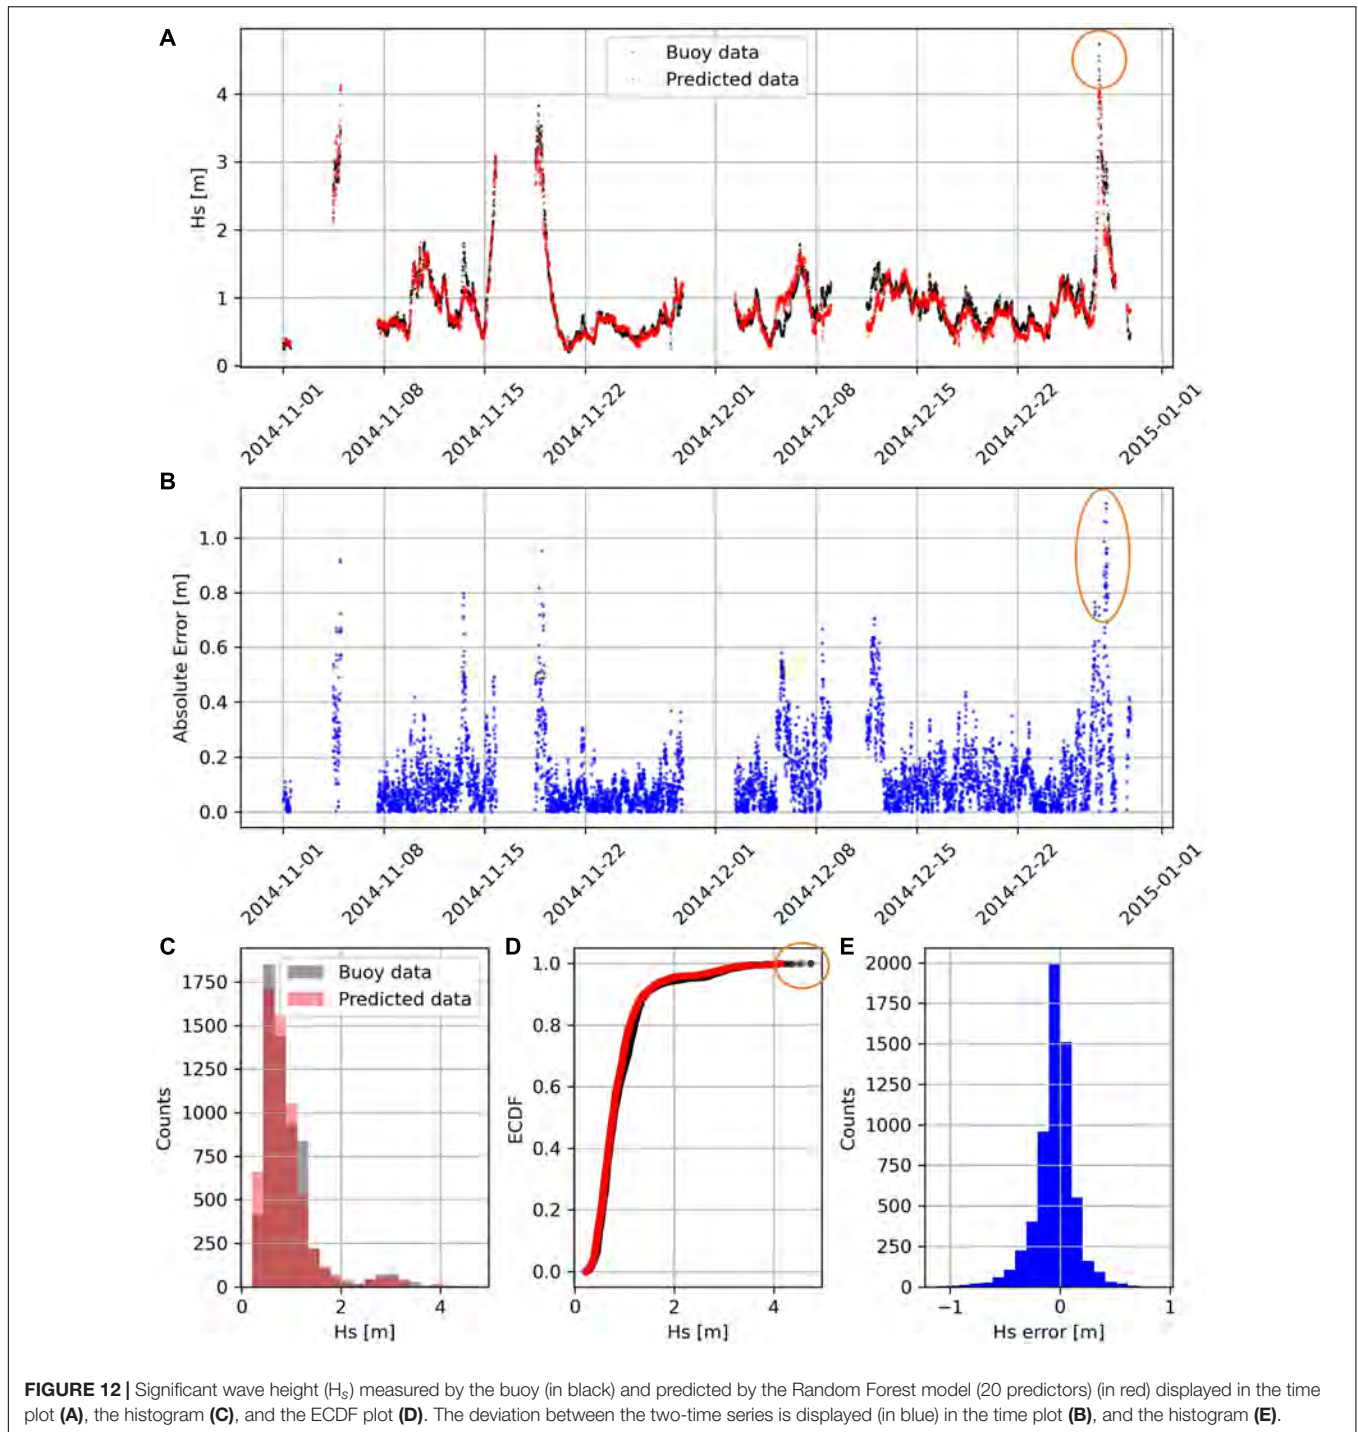 A
Buoy data
Predicted data
Hs [m]
4
3
2
1
0
2014-11-01
2014-11-08
2014-11-15
2014-11-22
2014-12-01
2014-12-08
2014-12-15
2014-12-22
2015-01-01
B
Absolute Error [m]
1.0
0.8
0.6
0.4
0.2
0.0
2014-11-01
2014-11-08
2014-11-15
2014-11-22
2014-12-01
2014-12-08
2014-12-15
2014-12-22
2015-01-01
C
Buoy data
Predicted data
Counts
1750
1500
1250
1000
750
500
250
0
0 2 4
Hs [m]
D
ECDF
1.0
0.8
0.6
0.4
0.2
0.0
0 2 4
Hs [m]
E
Counts
2000
1750
1500
1250
1000
750
500
250
0
−1 0 1
Hs error [m]
FIGURE 12 | Significant wave height (Hs) measured by the buoy (in black) and predicted by the Random Forest model (20 predictors) (in red) displayed in the time
plot (A), the histogram (C), and the ECDF plot (D). The deviation between the two-time series is displayed (in blue) in the time plot (B), and the histogram (E).